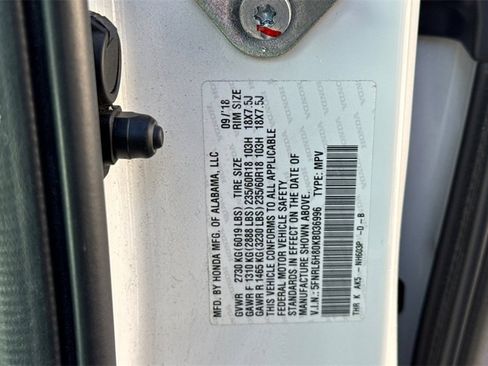 MFD. BY HONDA MFG. OF ALABAMA, LLC 09/'18
TIRE SIZE RIM SIZE
GVWR 2730 KG(6019 LBS)
GAWR F 1310 KG(2888 LBS) 235/60R18 103H 18X7.5J
GAWR R 1465 KG(3230 LBS) 235/60R18 103H 18X7.5J
THIS VEHICLE CONFORMS TO ALL APPLICABLE
FEDERAL MOTOR VEHICLE SAFETY
STANDARDS IN EFFECT ON THE DATE OF
MANUFACTURE SHOWN ABOVE.
V.I.N.: 5FNRL6H80KB036996 TYPE: MPV
THR K AK5 -NH603P -D -B